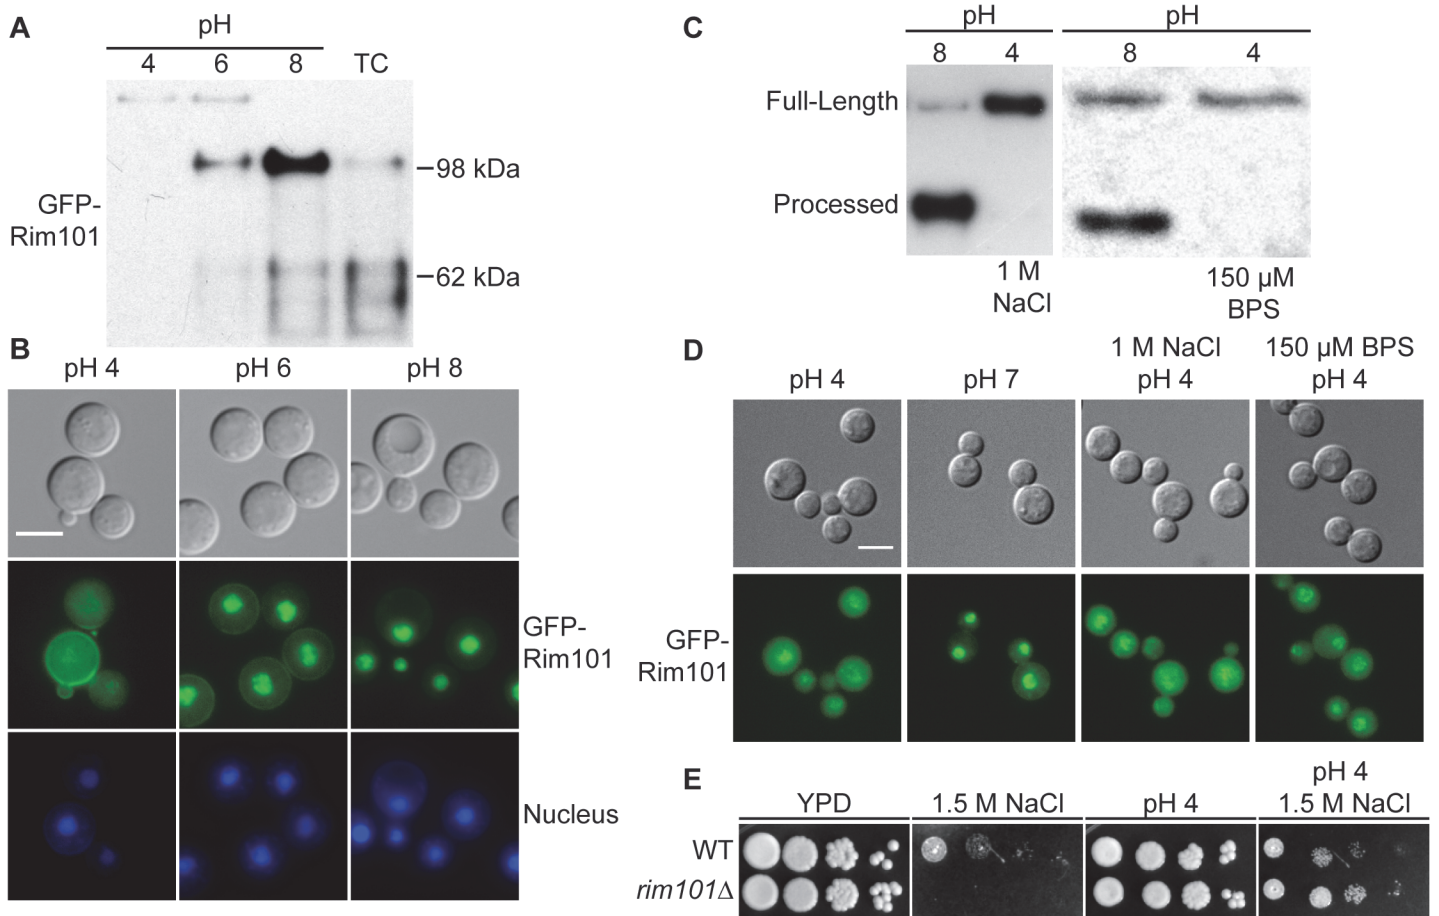 A
pH
4 6 8 TC
–98 kDa
GFP-
Rim101
–62 kDa
B
pH 4 pH 6 pH 8
GFP-
Rim101
Nucleus
C
pH pH
8 4 8 4
Full-Length
Processed
1 M
NaCl
150 µM
BPS
D
1 M NaCl 150 µM BPS
pH 4 pH 7 pH 4 pH 4
GFP-
Rim101
E
pH 4
YPD 1.5 M NaCl pH 4 1.5 M NaCl
WT
rim101Δ